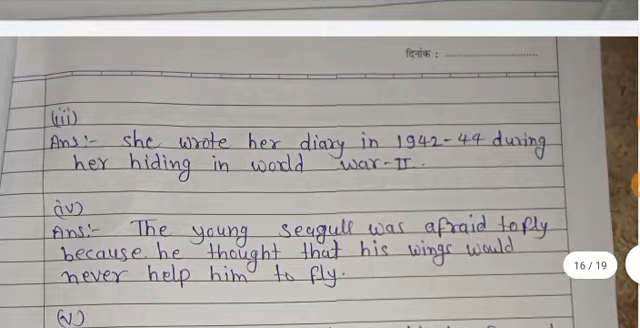 दिनांक : ........................................
(iii)
Ans:- She wrote her diary in 1942-44 during
her hiding in world war-II.
(iv)
Ans:- The young seagull was afraid to fly
because he thought that his wings would
never help him to fly.
16 / 19
(v)